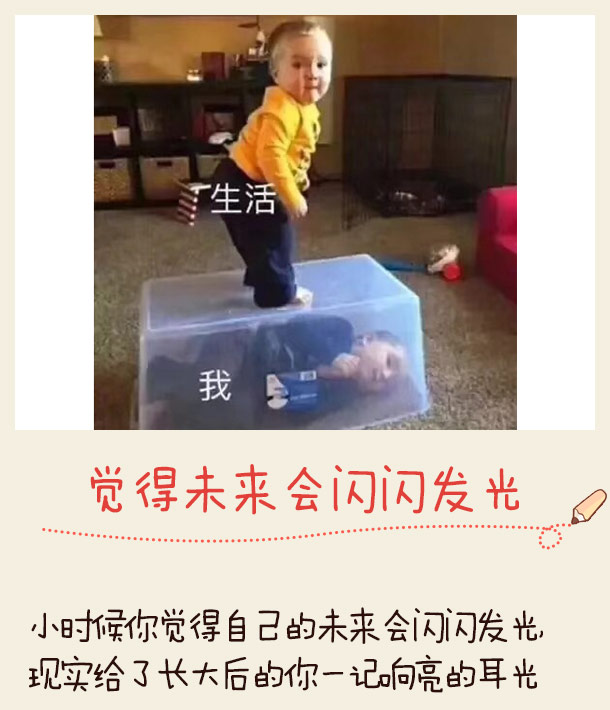 生活
我
觉得未来会闪闪发光
小时候你觉得自己的未来会闪闪发光,
现实给了长大后的你一记响亮的耳光